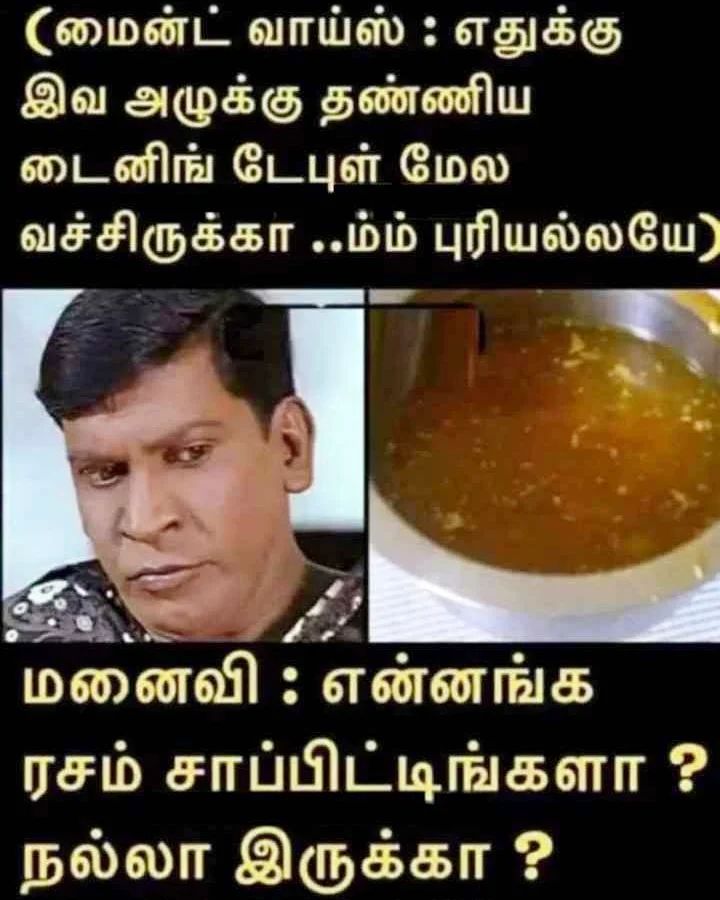 (மைன்ட் வாய்ஸ் : எதுக்கு
இவ அழுக்கு தண்ணிய
டைனிங் டேபுள் மேல
வச்சிருக்கா ..ம்ம் புரியல்லயே)
மனைவி : என்னங்க
ரசம் சாப்பிட்டிங்களா ?
நல்லா இருக்கா ?